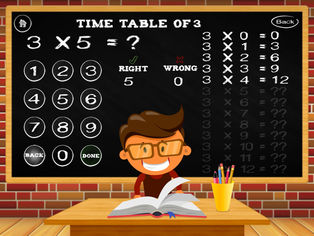 TIME TABLE OF 3
Back
3 X 5 = ?
RIGHT
5
WRONG
0
1 2 3
4 5 6
7 8 9
BACK 0 DONE
3 X 0 = 0
3 X 1 = 3
3 X 2 = 6
3 X 3 = 9
3 X 4 = 12
3 X 5 = ??
3 X 6 = ??
3 X 7 = ??
3 X 8 = ??
3 X 9 = ??
3 X 10 = ??
3 X 11 = ??
3 X 12 = ??